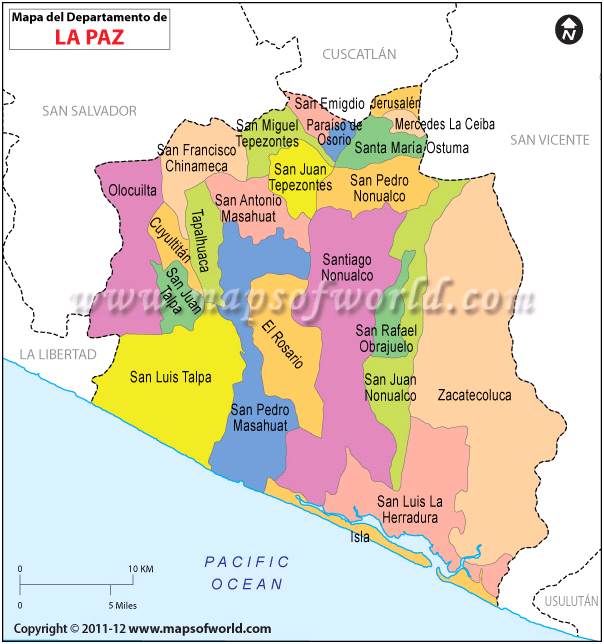 Mapa del Departamento de
LA PAZ
N
CUSCATLÁN
SAN SALVADOR
SAN VICENTE
LA LIBERTAD
USULUTÁN
San Emigdio
Jerusalén
Mercedes La Ceiba
San Miguel
Tepezontes
Paraíso de
Osorio
Santa María Ostuma
San Francisco
Chinameca
San Juan
Tepezontes
San Pedro
Nonualco
Olocuilta
San Antonio
Masahuat
Cuyultitán
Tapalhuaca
Santiago
Nonualco
San Juan
Talpa
www.mapsofworld.com
El Rosario
San Rafael
Obrajuelo
San Luis Talpa
San Juan
Nonualco
Zacatecoluca
San Pedro
Masahuat
San Luis La
Herradura
Isla
PACIFIC
OCEAN
0
10 KM
0
5 Miles
Copyright © 2011-12 www.mapsofworld.com